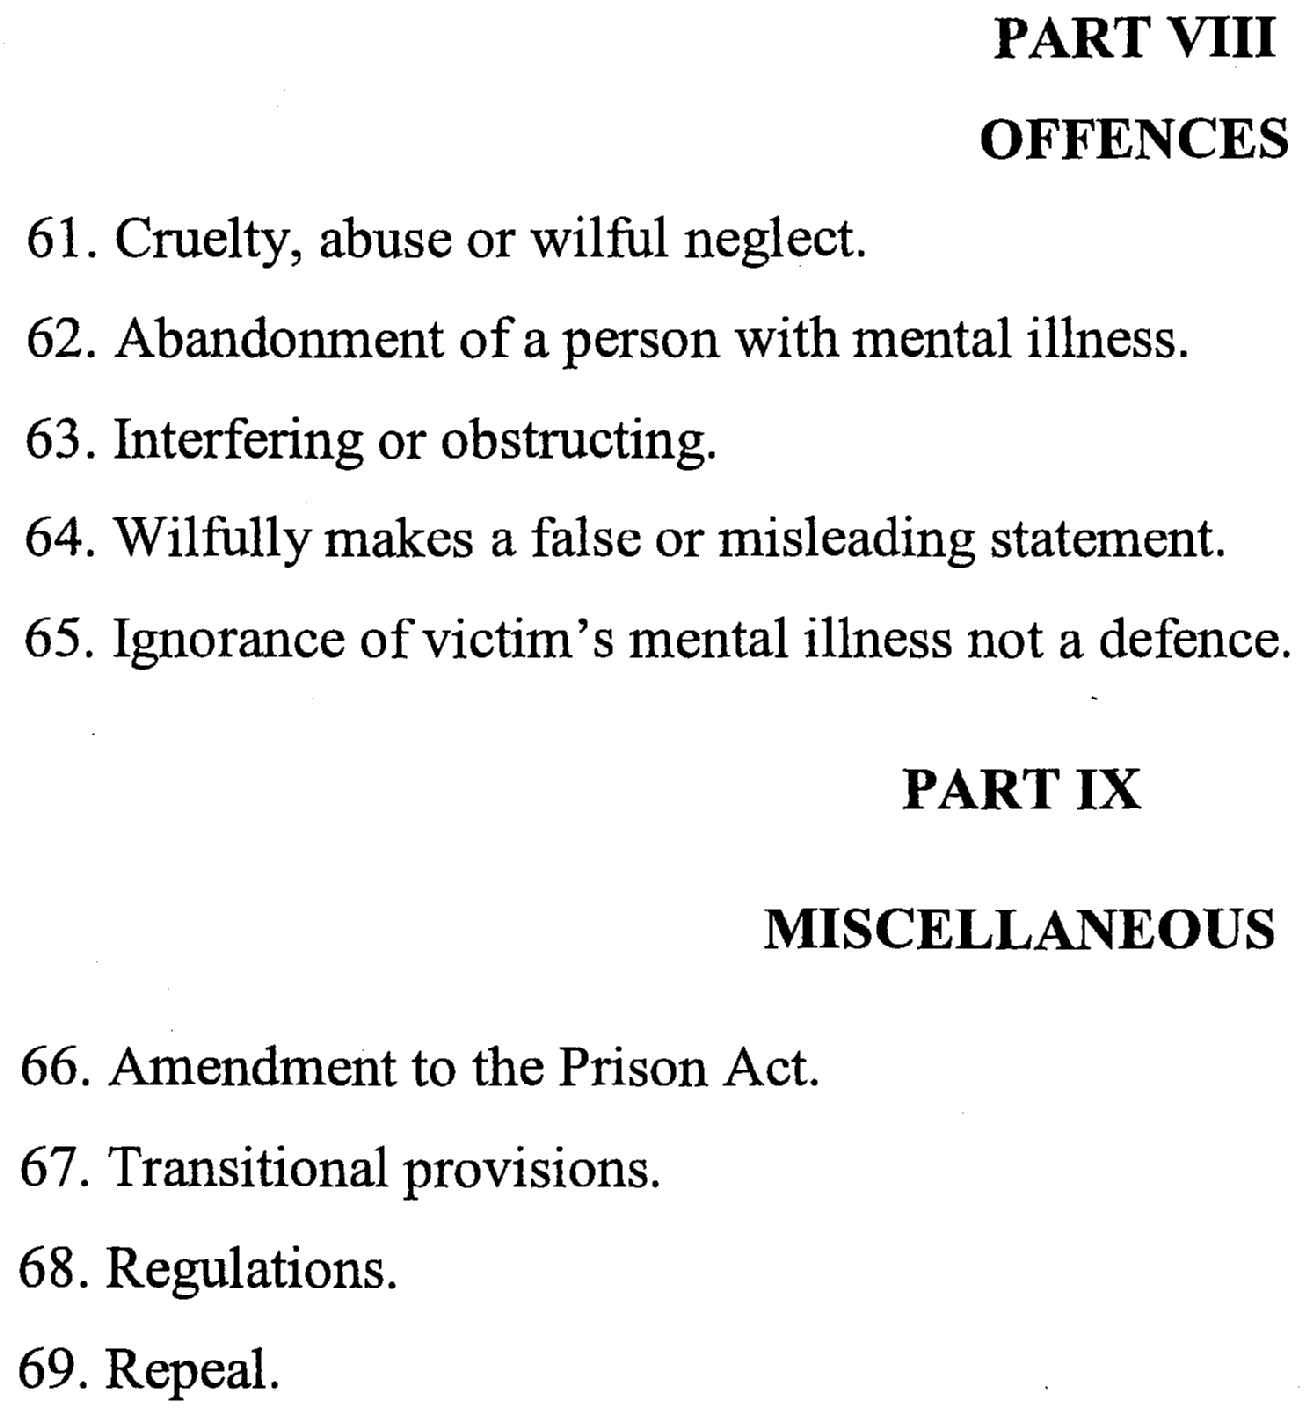 PART VIII
OFFENCES
61. Cruelty, abuse or wilful neglect.
62. Abandonment of a person with mental illness.
63. Interfering or obstructing.
64. Wilfully makes a false or misleading statement.
65. Ignorance of victim's mental illness not a defence.
PART IX
MISCELLANEOUS
66. Amendment to the Prison Act.
67. Transitional provisions.
68. Regulations.
69. Repeal.